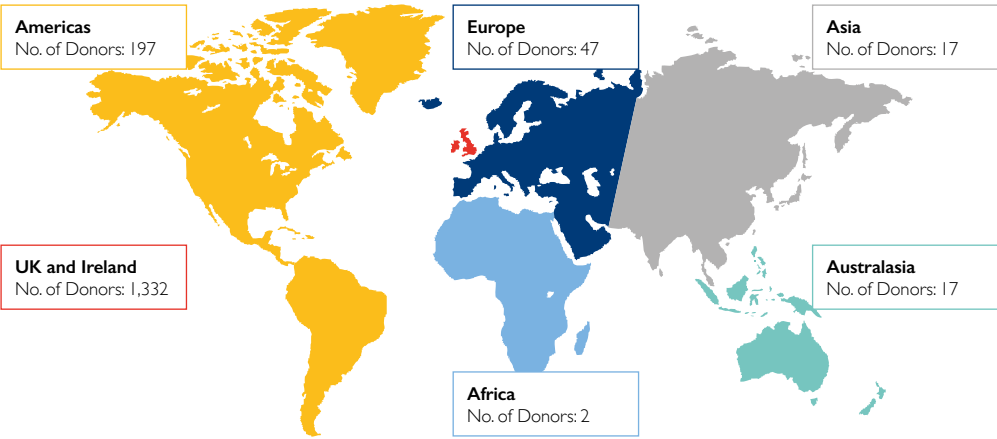 Americas
No. of Donors: 197
Europe
No. of Donors: 47
Asia
No. of Donors: 17
UK and Ireland
No. of Donors: 1,332
Australasia
No. of Donors: 17
Africa
No. of Donors: 2